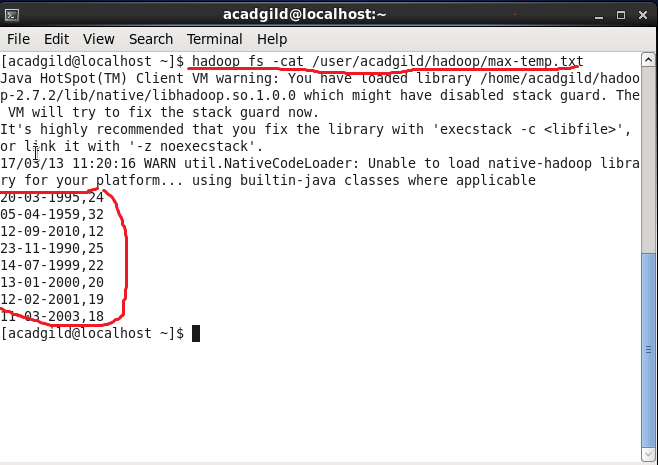 acadgild@localhost:~
File Edit View Search Terminal Help
[acadgild@localhost ~]$ hadoop fs -cat /user/acadgild/hadoop/max-temp.txt
Java HotSpot(TM) Client VM warning: You have loaded library /home/acadgild/hadoo
p-2.7.2/lib/native/libhadoop.so.1.0.0 which might have disabled stack guard. The
 VM will try to fix the stack guard now.
It's highly recommended that you fix the library with 'execstack -c <libfile>',
or link it with '-z noexecstack'.
17/03/13 11:20:16 WARN util.NativeCodeLoader: Unable to load native-hadoop libra
ry for your platform... using builtin-java classes where applicable
20-03-1995,24
05-04-1959,32
12-09-2010,12
23-11-1990,25
14-07-1999,22
13-01-2000,20
12-02-2001,19
11-03-2003,18
[acadgild@localhost ~]$